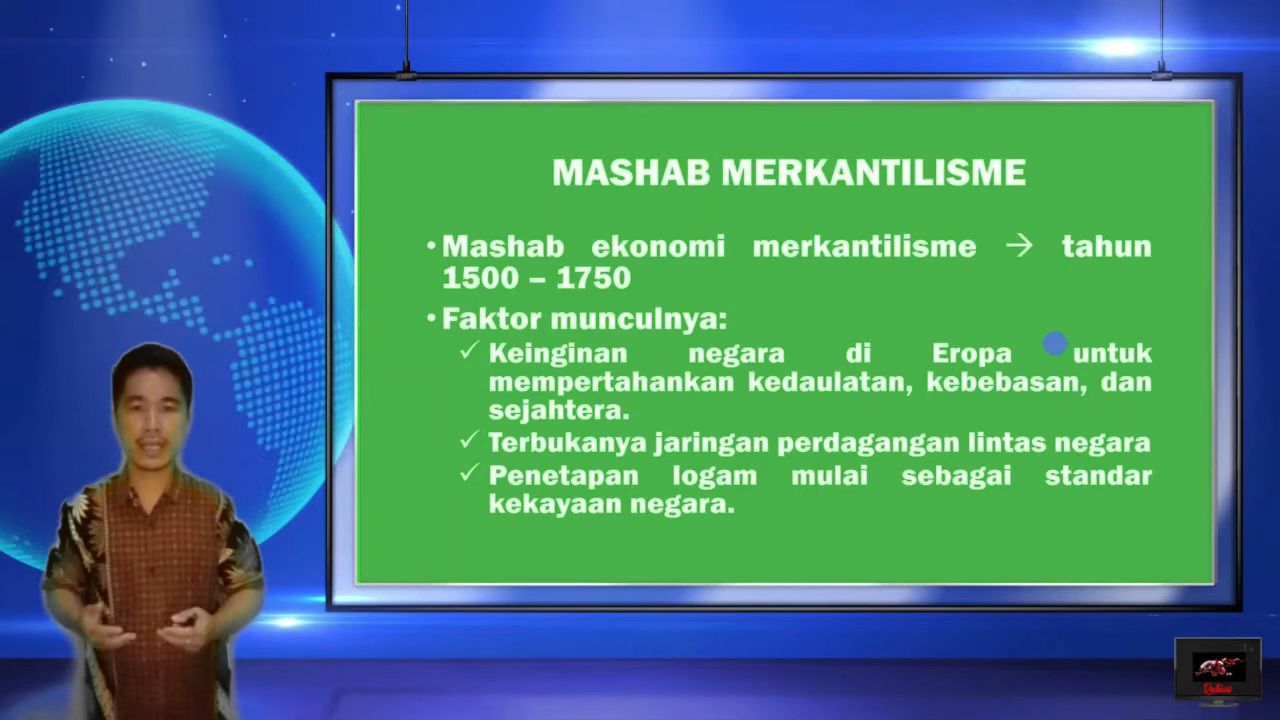 MASHAB MERKANTILISME
• Mashab ekonomi merkantilisme → tahun
1500 – 1750
• Faktor munculnya:
✓ Keinginan negara di Eropa untuk
mempertahankan kedaulatan, kebebasan, dan
sejahtera.
✓ Terbukanya jaringan perdagangan lintas negara
✓ Penetapan logam mulai sebagai standar
kekayaan negara.